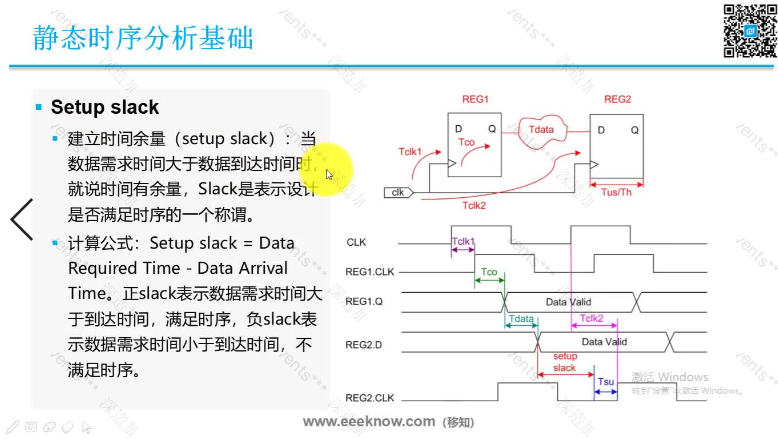 静态时序分析基础
Setup slack
建立时间余量（setup slack）：当
数据需求时间大于数据到达时间时，
就说时间有余量，Slack是表示设计
是否满足时序的一个称谓。
计算公式：Setup slack = Data
Required Time - Data Arrival
Time。正slack表示数据需求时间大
于到达时间，满足时序，负slack表
示数据需求时间小于到达时间，不
满足时序。
REG1
REG2
D
Q
Tdata
D
Q
Tco
Tclk1
clk
Tclk2
Tus/Th
CLK
Tclk1
REG1.CLK
Tco
REG1.Q
Data Valid
Tdata
Tclk2
REG2.D
Data Valid
setup
slack
Tsu
REG2.CLK
激活 Windows
转到"设置"以激活 Windows。
www.eeeknow.com（移知）